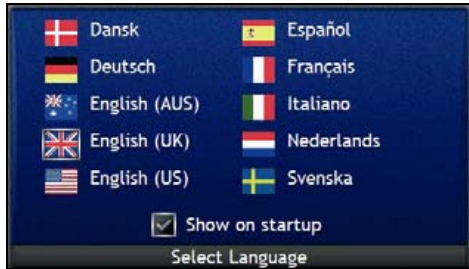 Dansk
Deutsch
English (AUS)
English (UK)
English (US)
Español
Français
Italiano
Nederlands
Svenska
Show on startup
Select Language